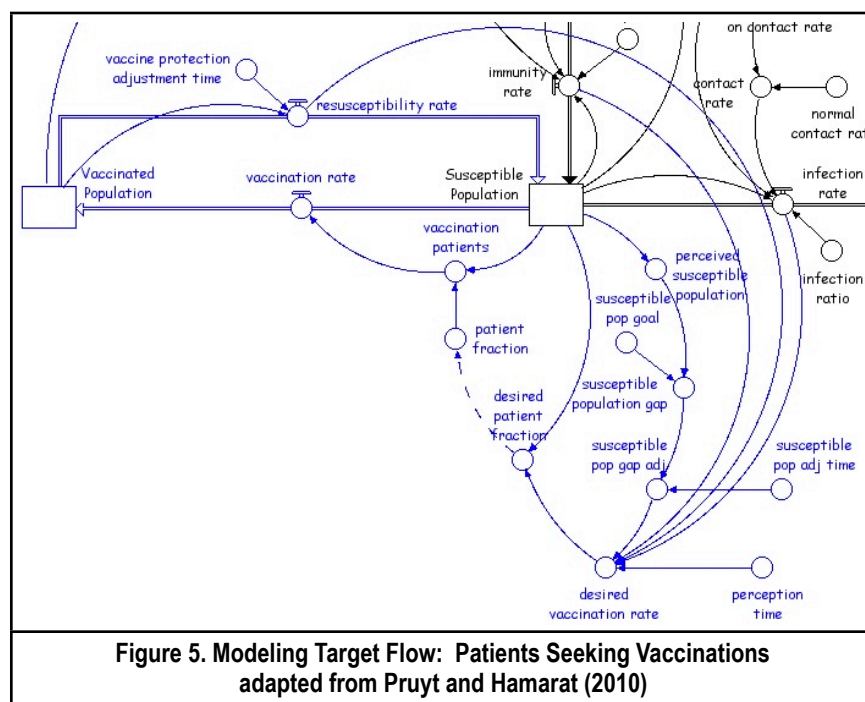 on contact rate
vaccine protection
adjustment time
immunity
rate
contact
rate
resusceptibility rate
normal
contact rat
Vaccinated
Population
vaccination rate
Susceptible
Population
infection
rate
vaccination
patients
perceived
susceptible
population
infection
ratio
susceptible
pop goal
patient
fraction
susceptible
population gap
desired
patient
fraction
susceptible
pop gap adj
susceptible
pop adj time
desired
vaccination rate
perception
time
Figure 5. Modeling Target Flow: Patients Seeking Vaccinations
adapted from Pruyt and Hamarat (2010)